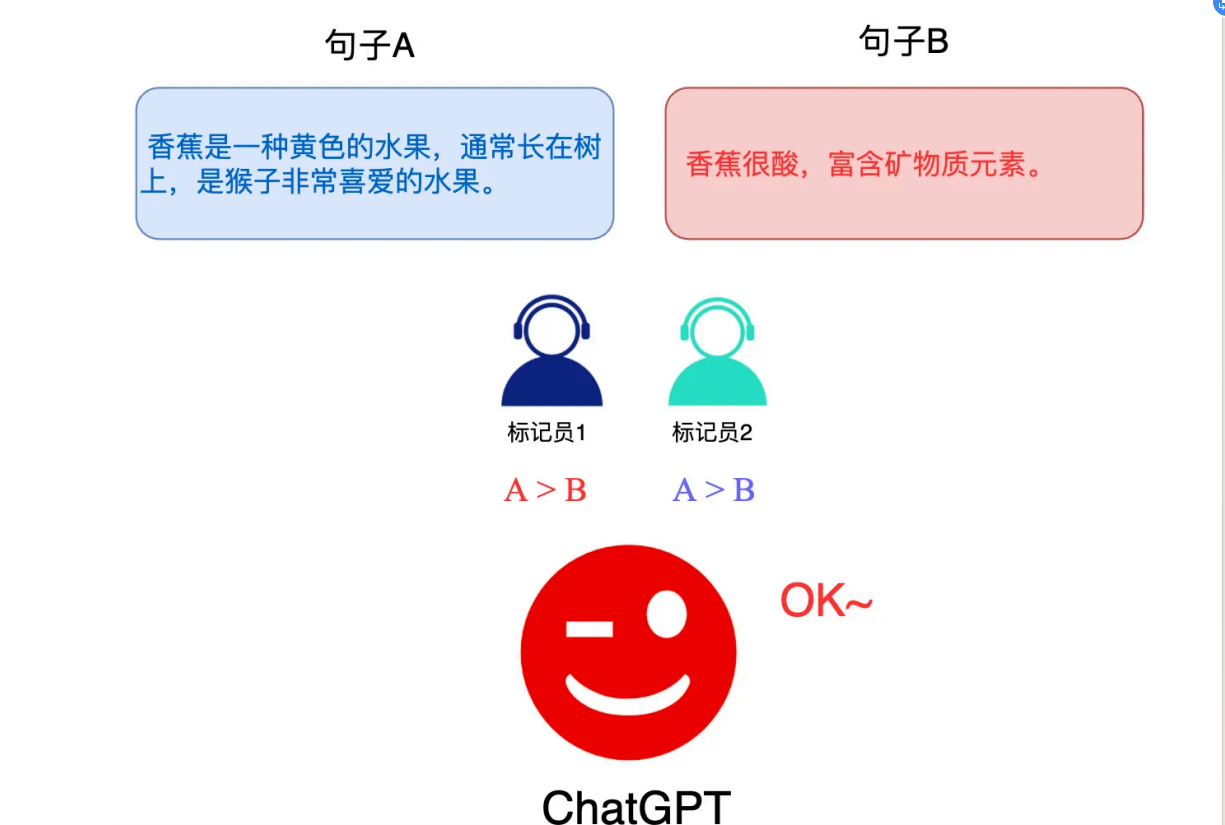 句子A
句子B
香蕉是一种黄色的水果，通常长在树
上，是猴子非常喜爱的水果。
香蕉很酸，富含矿物质元素。
标记员1
标记员2
A > B
A > B
OK~
ChatGPT